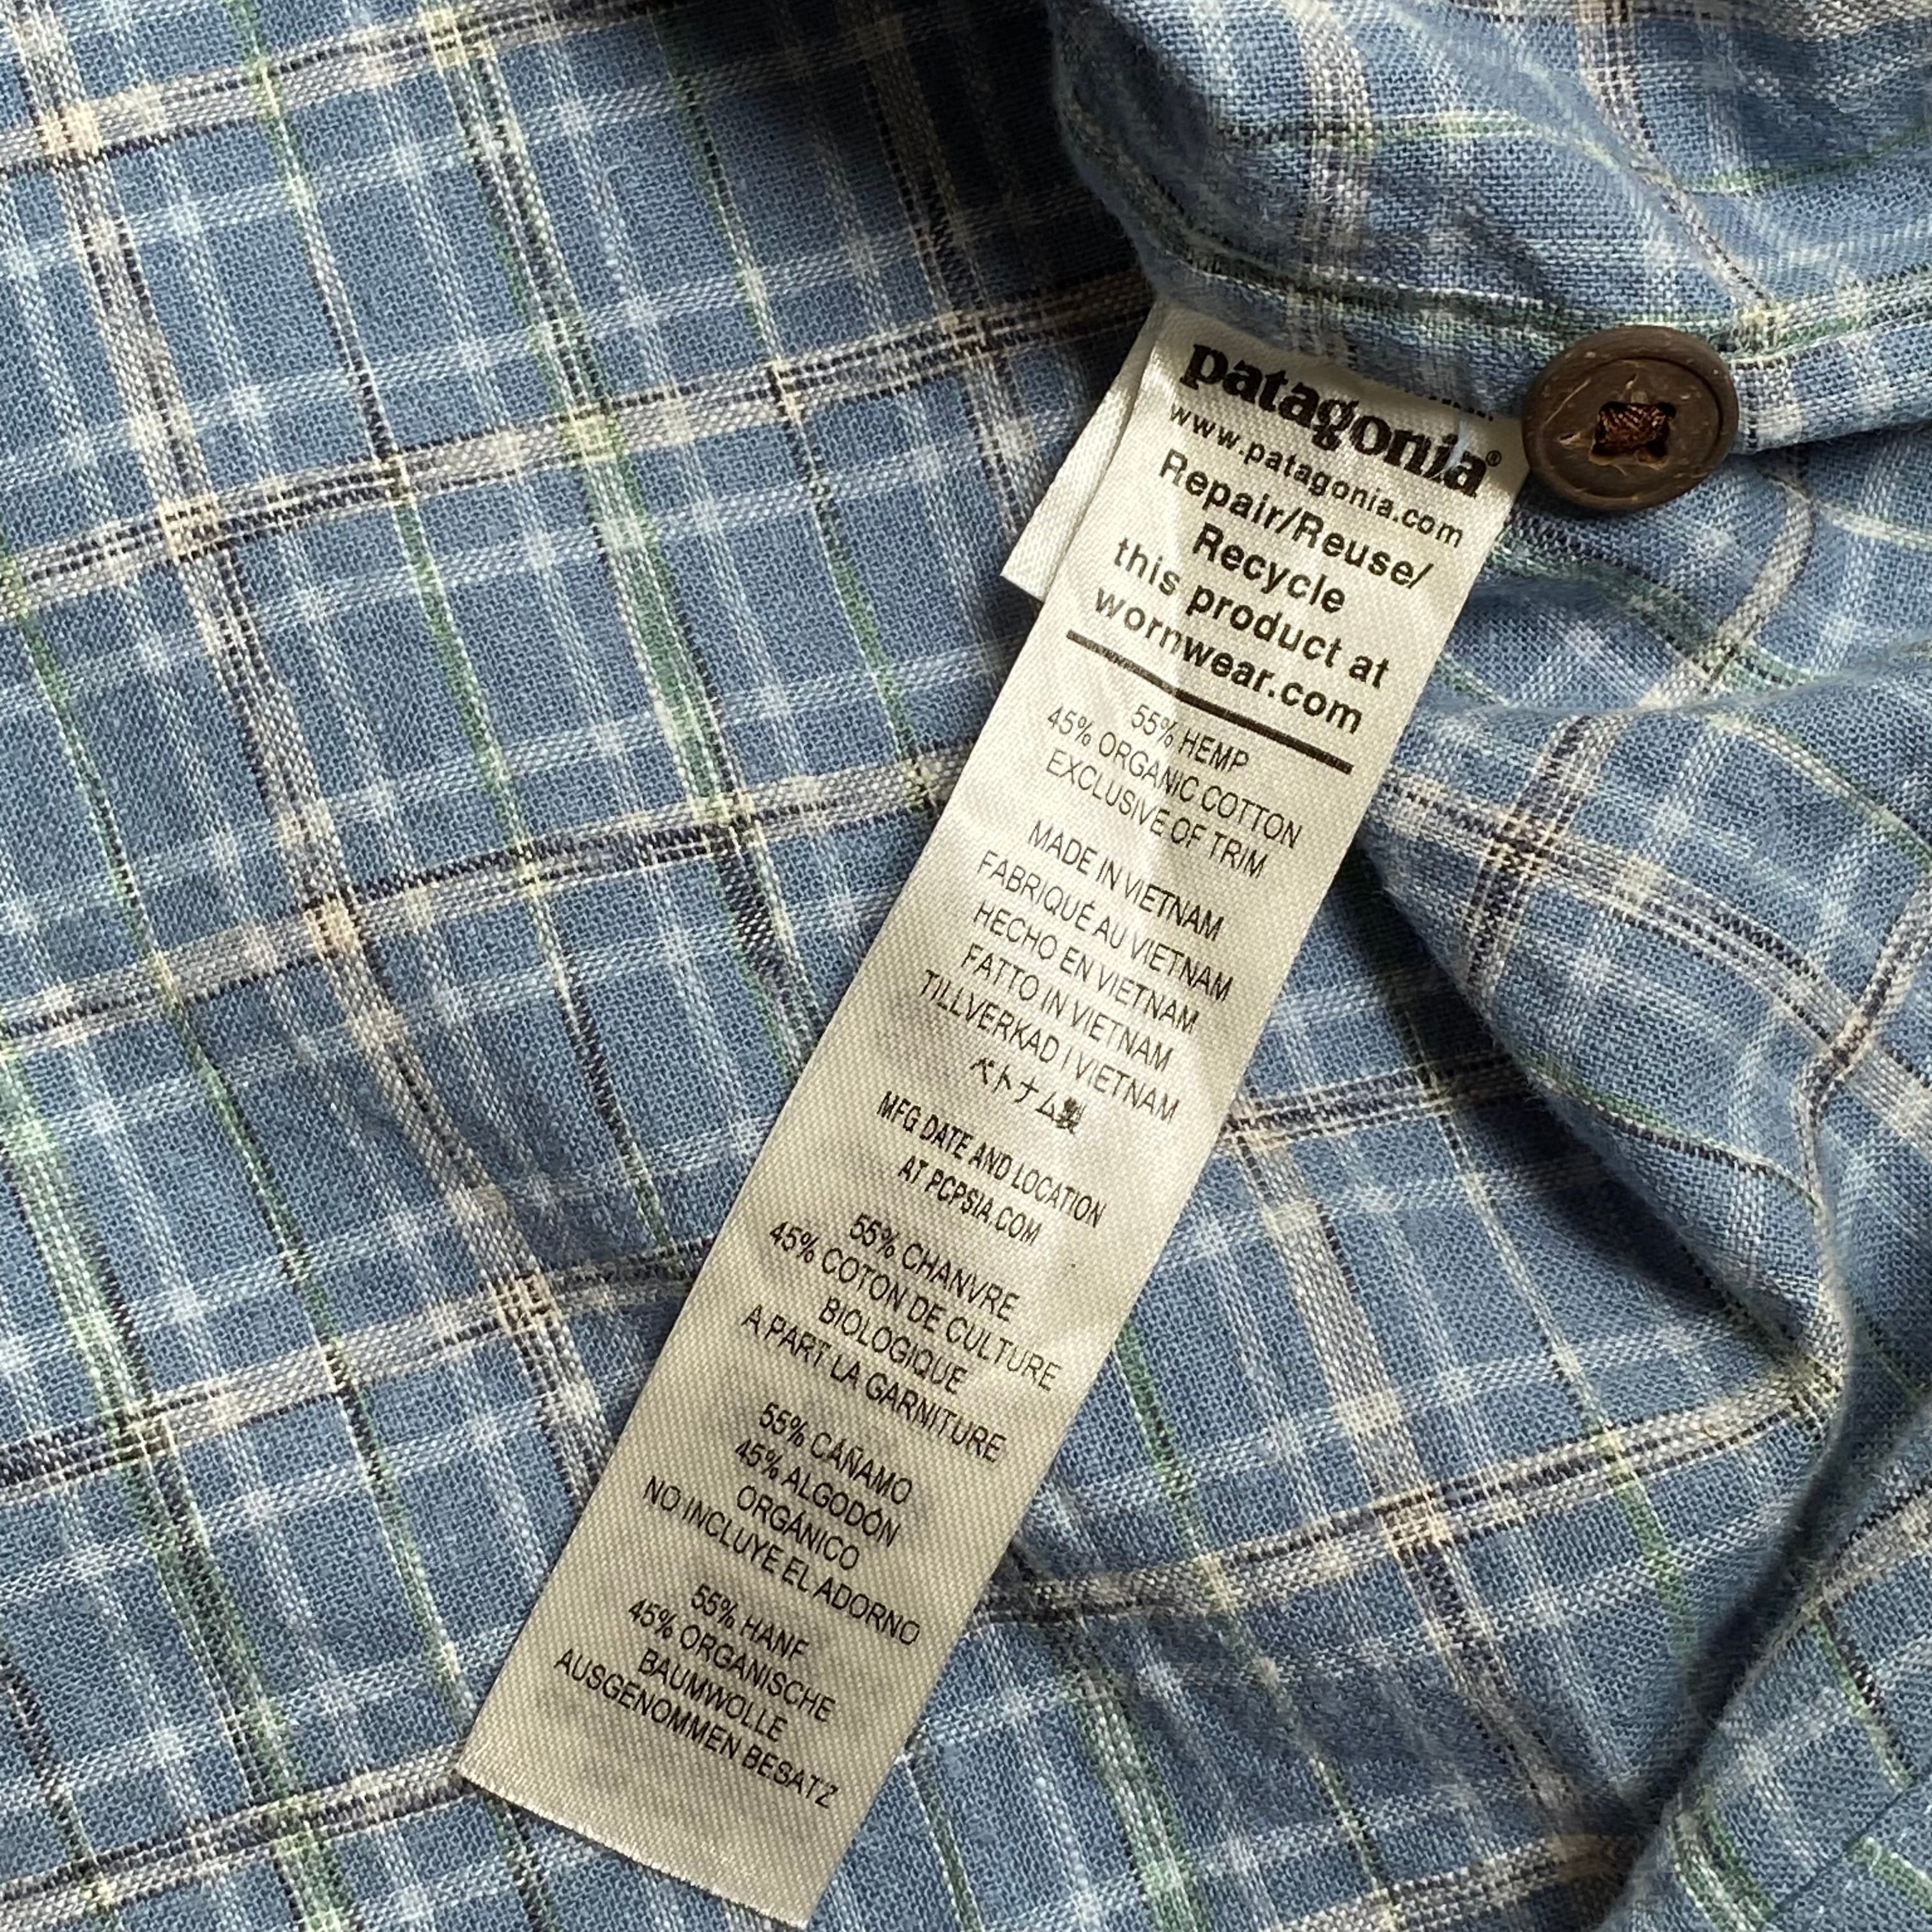 patagonia®
www.patagonia.com
Repair/Reuse/
Recycle
this product at
wornwear.com
55% HEMP
45% ORGANIC COTTON
EXCLUSIVE OF TRIM
MADE IN VIETNAM
FABRIQUÉ AU VIETNAM
HECHO EN VIETNAM
FATTO IN VIETNAM
TILLVERKAD I VIETNAM
ベトナム製
MFG DATE AND LOCATION
AT PCPSIA.COM
55% CHANVRE
45% COTON DE CULTURE
BIOLOGIQUE
A PART LA GARNITURE
55% CAÑAMO
45% ALGODÓN
ORGÁNICO
NO INCLUYE EL ADORNO
55% HANF
45% ORGANISCHE
BAUMWOLLE
AUSGENOMMEN BESATZ